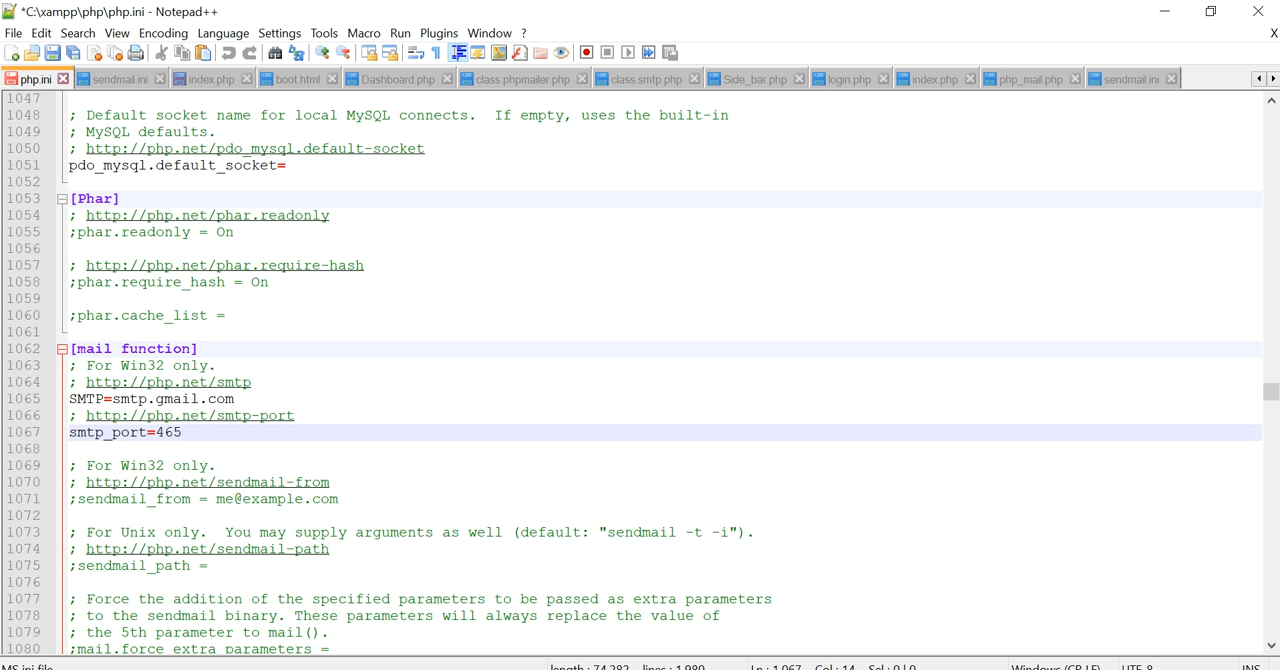 *C:\xampp\php\php.ini - Notepad++
File Edit Search View Encoding Language Settings Tools Macro Run Plugins Window ? X
php.ini sendmail.ini index.php boot.html Dashboard.php class.phpmailer.php class.smtp.php Side_bar.php login.php index.php php_mail.php sendmail.ini
1047
1048 ; Default socket name for local MySQL connects.  If empty, uses the built-in
1049 ; MySQL defaults.
1050 ; http://php.net/pdo_mysql.default-socket
1051 pdo_mysql.default_socket=
1052
1053 [Phar]
1054 ; http://php.net/phar.readonly
1055 ;phar.readonly = On
1056
1057 ; http://php.net/phar.require-hash
1058 ;phar.require_hash = On
1059
1060 ;phar.cache_list =
1061
1062 [mail function]
1063 ; For Win32 only.
1064 ; http://php.net/smtp
1065 SMTP=smtp.gmail.com
1066 ; http://php.net/smtp-port
1067 smtp_port=465
1068
1069 ; For Win32 only.
1070 ; http://php.net/sendmail-from
1071 ;sendmail_from = me@example.com
1072
1073 ; For Unix only.  You may supply arguments as well (default: "sendmail -t -i").
1074 ; http://php.net/sendmail-path
1075 ;sendmail_path =
1076
1077 ; Force the addition of the specified parameters to be passed as extra parameters
1078 ; to the sendmail binary. These parameters will always replace the value of
1079 ; the 5th parameter to mail().
1080 ;mail.force_extra_parameters =
MS ini file length : 74,282 lines : 1,980 Ln : 1,067 Col : 14 Sel : 0 | 0 Windows (CR LF) UTF-8 INS